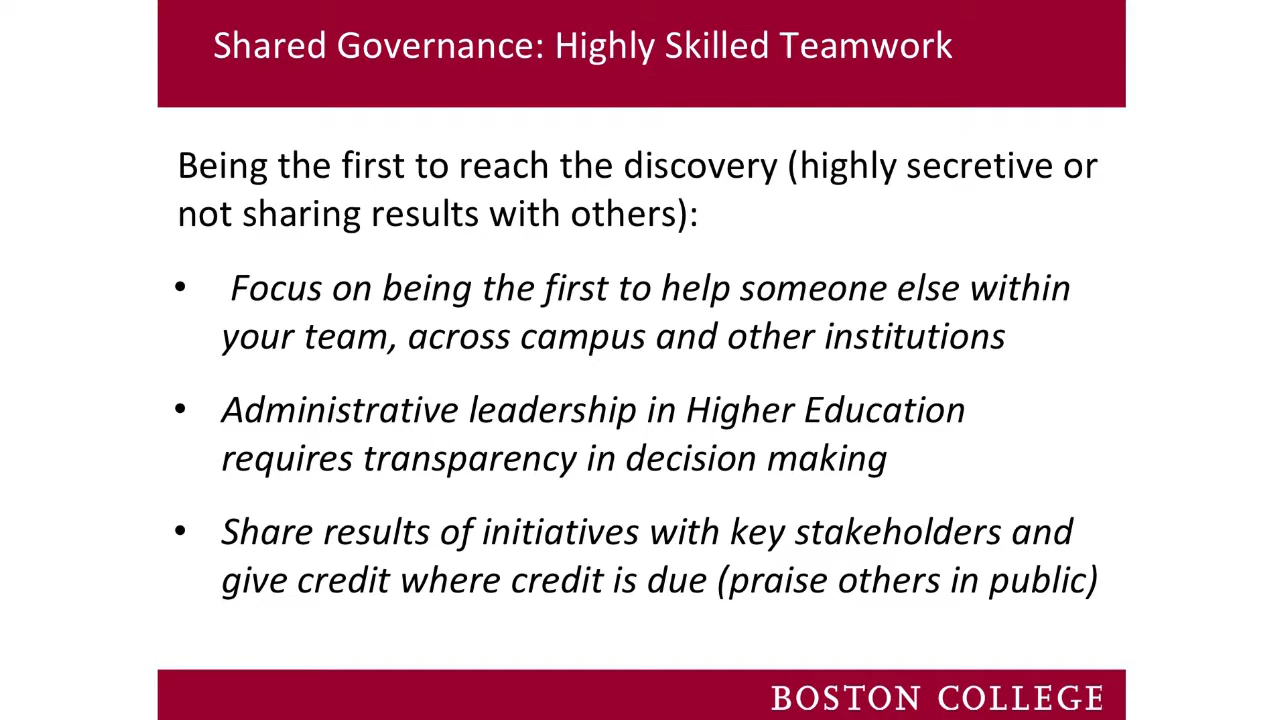 Shared Governance: Highly Skilled Teamwork
Being the first to reach the discovery (highly secretive or
not sharing results with others):
• Focus on being the first to help someone else within
your team, across campus and other institutions
• Administrative leadership in Higher Education
requires transparency in decision making
• Share results of initiatives with key stakeholders and
give credit where credit is due (praise others in public)
BOSTON COLLEGE